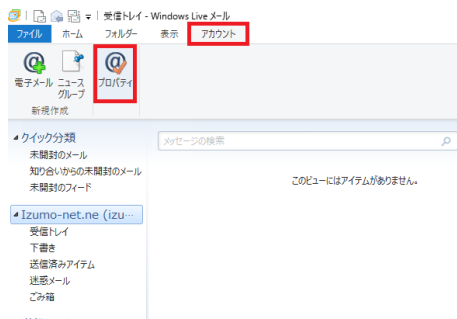 受信トレイ - Windows Live メール
ファイル ホーム フォルダー 表示 アカウント
電子メール ニュース グループ プロパティ
新規作成
クイック分類
未開封のメール
知り合いからの未開封のメール
未開封のフィード
メッセージの検索
このビューにはアイテムがありません。
Izumo-net.ne (izu…
受信トレイ
下書き
送信済みアイテム
迷惑メール
ごみ箱